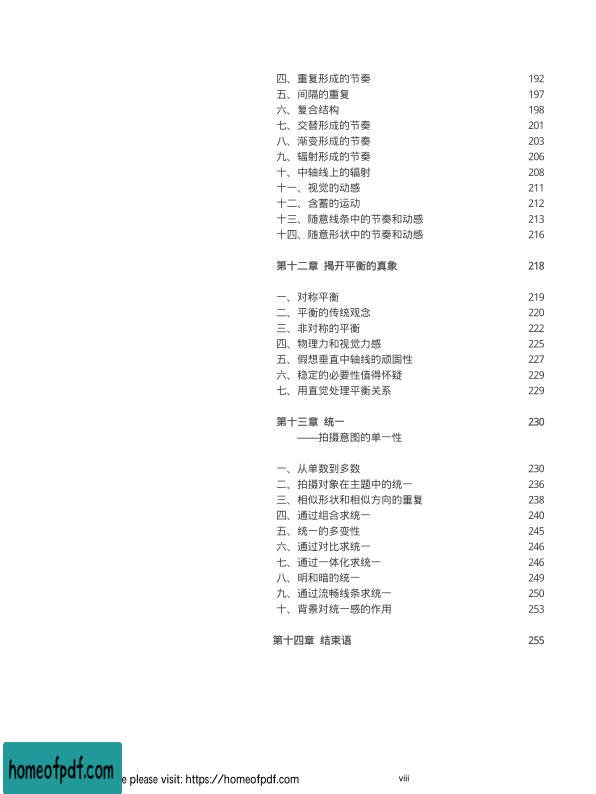 四、重复形成的节奏 192
五、间隔的重复 197
六、复合结构 198
七、交替形成的节奏 201
八、渐变形成的节奏 203
九、辐射形成的节奏 206
十、中轴线上的辐射 208
十一、视觉的动感 211
十二、含蓄的运动 212
十三、随意线条中的节奏和动感 213
十四、随意形状中的节奏和动感 216
第十二章 揭开平衡的真象 218
一、对称平衡 219
二、平衡的传统观念 220
三、非对称的平衡 222
四、物理力和视觉力感 225
五、假想垂直中轴线的顽固性 227
六、稳定的必要性值得怀疑 229
七、用直觉处理平衡关系 229
第十三章 统一 230
——拍摄意图的单一性
一、从单数到多数 230
二、拍摄对象在主题中的统一 236
三、相似形状和相似方向的重复 238
四、通过组合求统一 240
五、统一的多变性 245
六、通过对比求统一 246
七、通过一体化求统一 246
八、明和暗的统一 249
九、通过流畅线条求统一 250
十、背景对统一感的作用 253
第十四章 结束语 255
homeofpdf.com
e please visit: https://homeofpdf.com viii